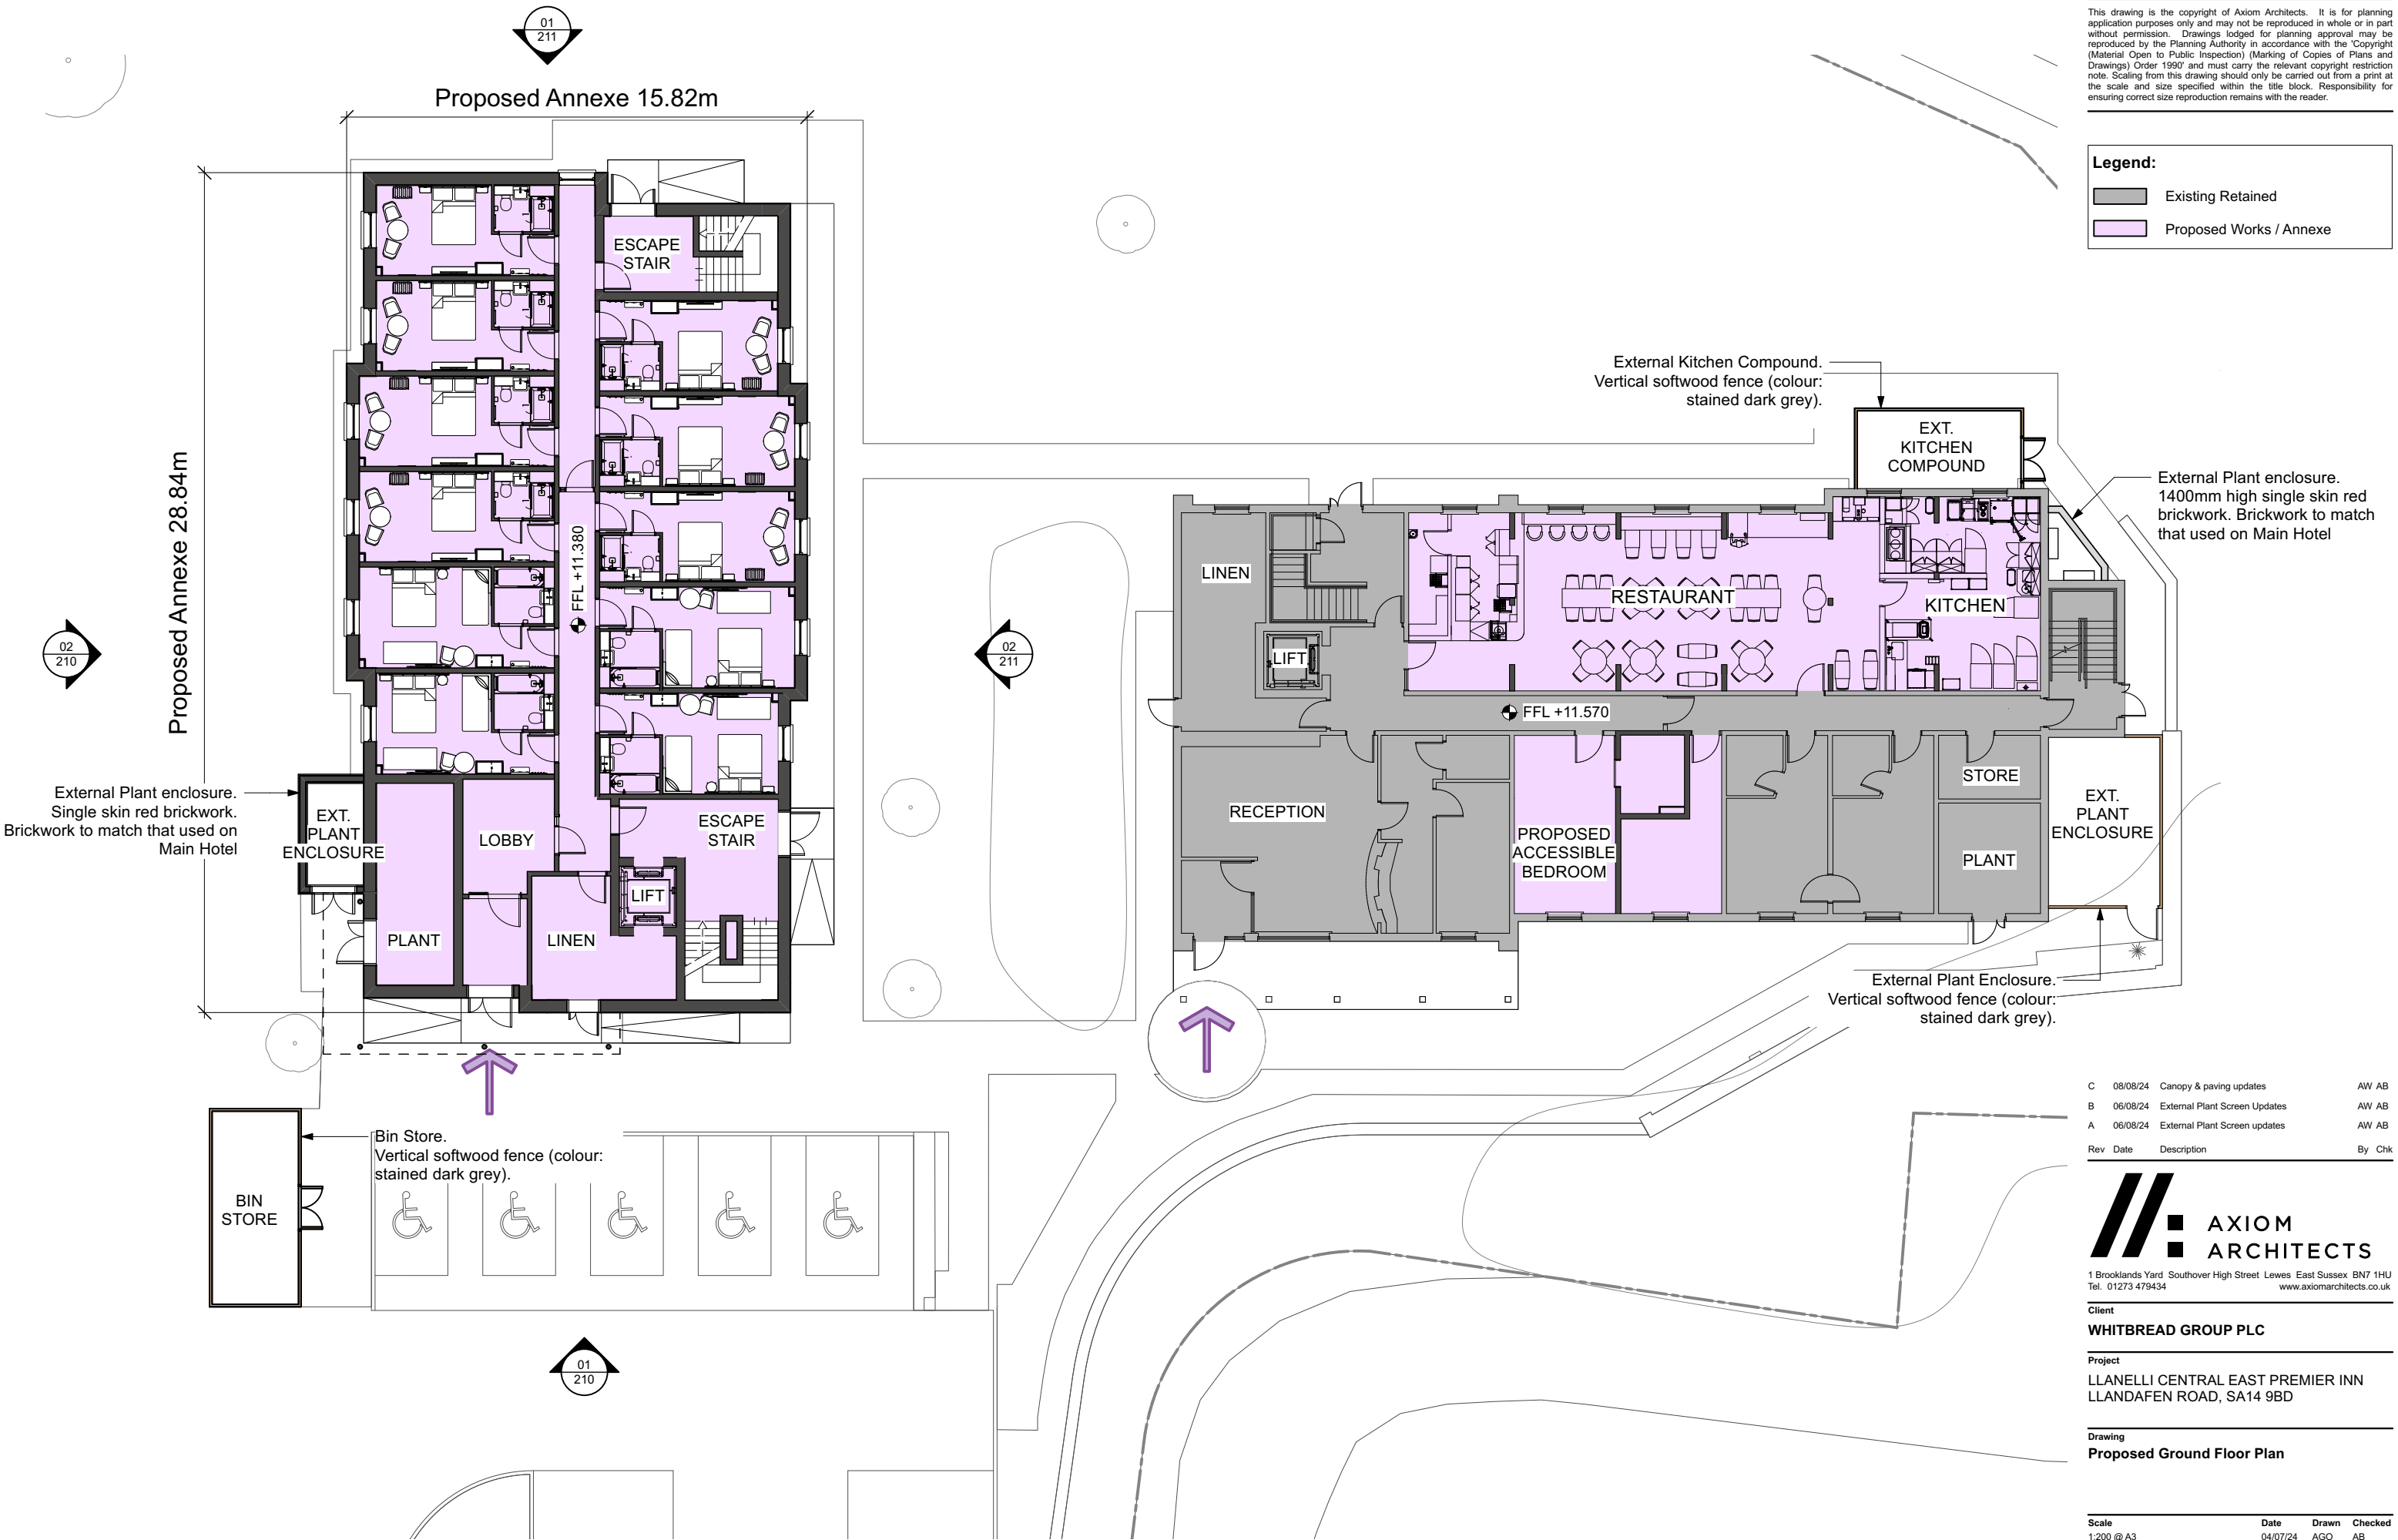 This drawing is the copyright of Axiom Architects. It is for planning
application purposes only and may not be reproduced in whole or in part
without permission. Drawings lodged for planning approval may be
reproduced by the Planning Authority in accordance with the 'Copyright
(Material Open to Public Inspection) (Marking of Copies of Plans and
Drawings) Order 1990' and must carry the relevant copyright restriction
note. Scaling from this drawing should only be carried out from a print at
the scale and size specified within the title block. Responsibility for
ensuring correct size reproduction remains with the reader.
Legend:
Existing Retained
Proposed Works / Annexe
01
211
Proposed Annexe 15.82m
Proposed Annexe 28.84m
ESCAPE
STAIR
FFL +11.380
02
210
02
211
External Plant enclosure.
Single skin red brickwork.
Brickwork to match that used on
Main Hotel
EXT.
PLANT
ENCLOSURE
LOBBY
ESCAPE
STAIR
LIFT
PLANT
LINEN
External Kitchen Compound.
Vertical softwood fence (colour:
stained dark grey).
EXT.
KITCHEN
COMPOUND
External Plant enclosure.
1400mm high single skin red
brickwork. Brickwork to match
that used on Main Hotel
LINEN
LIFT
RESTAURANT
KITCHEN
FFL +11.570
RECEPTION
PROPOSED
ACCESSIBLE
BEDROOM
STORE
PLANT
EXT.
PLANT
ENCLOSURE
External Plant Enclosure.
Vertical softwood fence (colour:
stained dark grey).
Bin Store.
Vertical softwood fence (colour:
stained dark grey).
BIN
STORE
01
210
C 08/08/24 Canopy & paving updates AW AB
B 06/08/24 External Plant Screen Updates AW AB
A 06/08/24 External Plant Screen updates AW AB
Rev Date Description By Chk
AXIOM
ARCHITECTS
1 Brooklands Yard Southover High Street Lewes East Sussex BN7 1HU
Tel. 01273 479434 www.axiomarchitects.co.uk
Client
WHITBREAD GROUP PLC
Project
LLANELLI CENTRAL EAST PREMIER INN
LLANDAFEN ROAD, SA14 9BD
Drawing
Proposed Ground Floor Plan
Scale Date Drawn Checked
1:200 @ A3 04/07/24 AGO AB